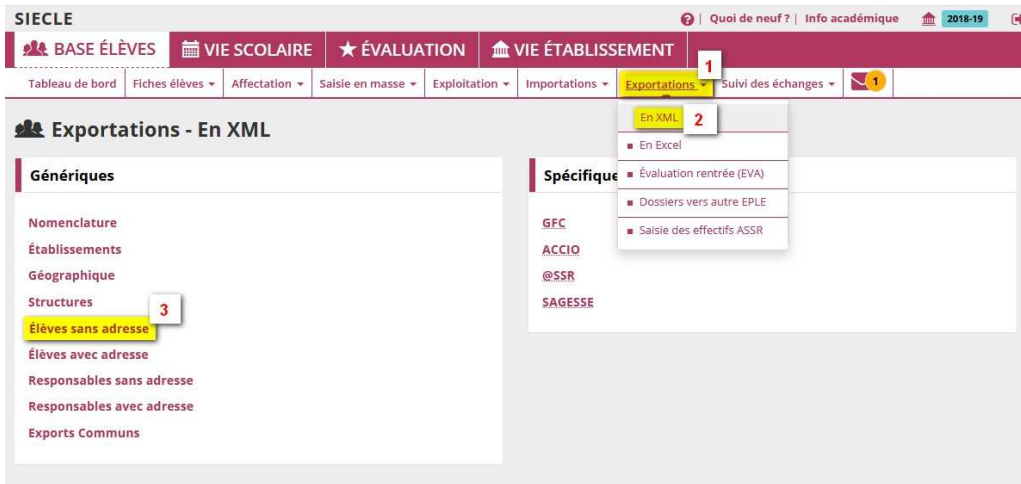 SIECLE
Quoi de neuf ? | Info académique 2018-19
BASE ÉLÈVES VIE SCOLAIRE ÉVALUATION VIE ÉTABLISSEMENT
1
Tableau de bord Fiches élèves Affectation Saisie en masse Exploitation Importations Exportations Suivi des échanges 1
En XML 2
En Excel
Évaluation rentrée (EVA)
Dossiers vers autre EPLE
Saisie des effectifs ASSR
Exportations - En XML
Génériques
Nomenclature
Établissements
Géographique
Structures
3
Élèves sans adresse
Élèves avec adresse
Responsables sans adresse
Responsables avec adresse
Exports Communs
Spécifique
GFC
ACCIO
@SSR
SAGESSE